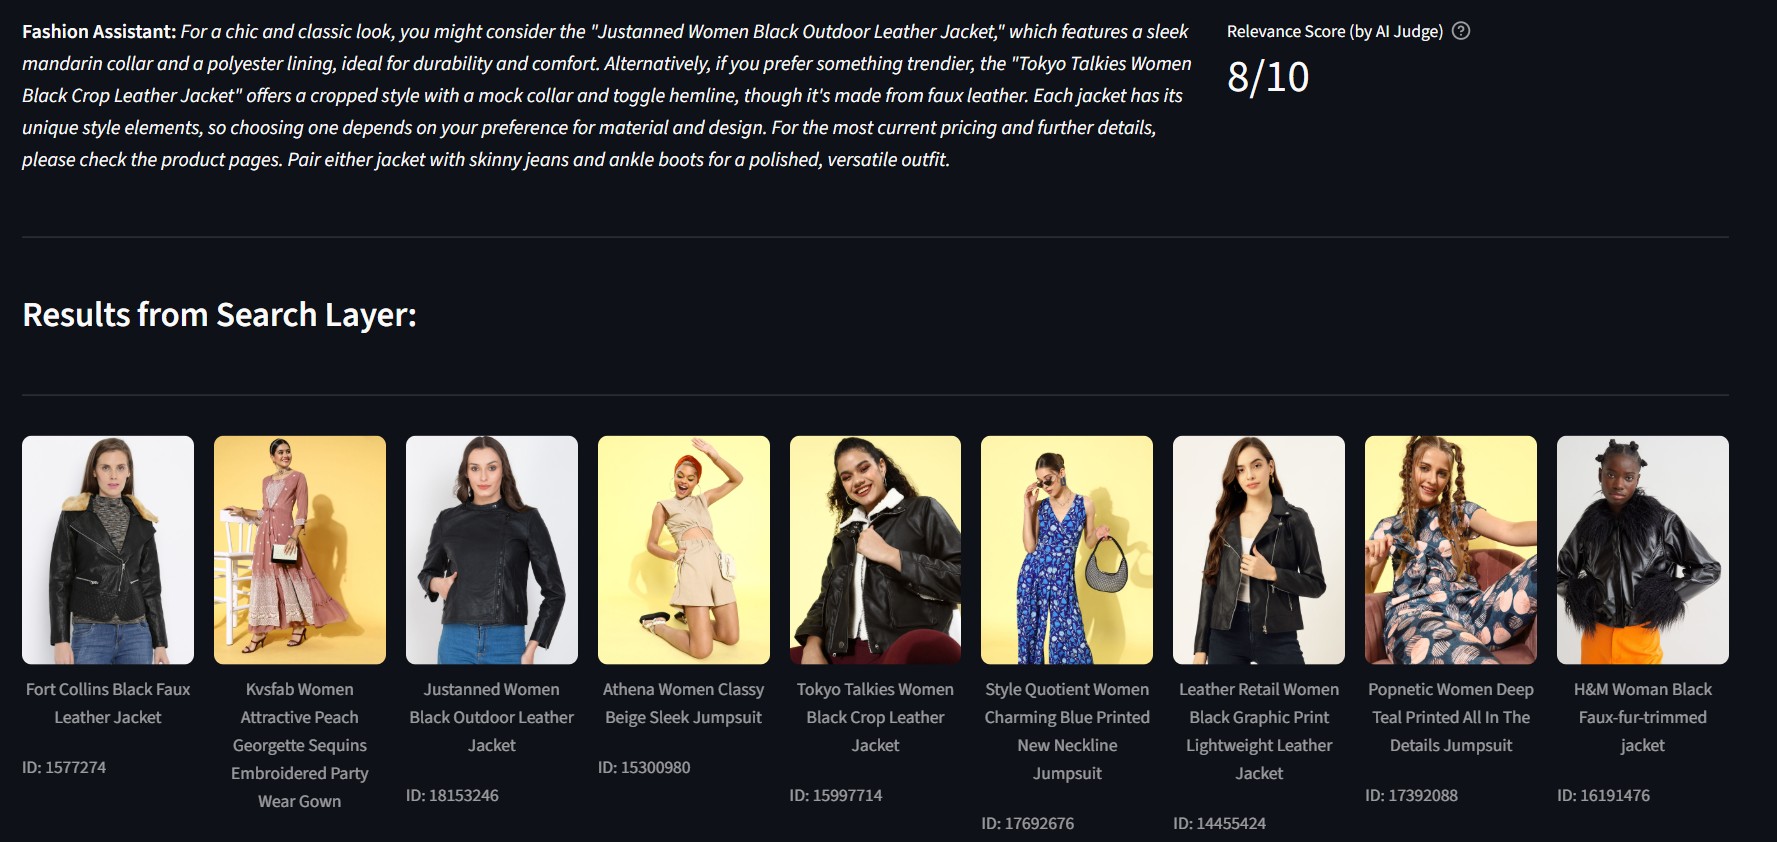 Fashion Assistant: For a chic and classic look, you might consider the "Justanned Women Black Outdoor Leather Jacket," which features a sleek
mandarin collar and a polyester lining, ideal for durability and comfort. Alternatively, if you prefer something trendier, the "Tokyo Talkies Women
Black Crop Leather Jacket" offers a cropped style with a mock collar and toggle hemline, though it's made from faux leather. Each jacket has its
unique style elements, so choosing one depends on your preference for material and design. For the most current pricing and further details,
please check the product pages. Pair either jacket with skinny jeans and ankle boots for a polished, versatile outfit.
Relevance Score (by AI Judge) ?
8/10
Results from Search Layer:
Fort Collins Black Faux
Leather Jacket
ID: 1577274
Kvsfab Women
Attractive Peach
Georgette Sequins
Embroidered Party
Wear Gown
Justanned Women
Black Outdoor Leather
Jacket
ID: 18153246
Athena Women Classy
Beige Sleek Jumpsuit
ID: 15300980
Tokyo Talkies Women
Black Crop Leather
Jacket
ID: 15997714
Style Quotient Women
Charming Blue Printed
New Neckline
Jumpsuit
ID: 17692676
Leather Retail Women
Black Graphic Print
Lightweight Leather
Jacket
ID: 14455424
Popnetic Women Deep
Teal Printed All In The
Details Jumpsuit
ID: 17392088
H&M Woman Black
Faux-fur-trimmed
jacket
ID: 16191476